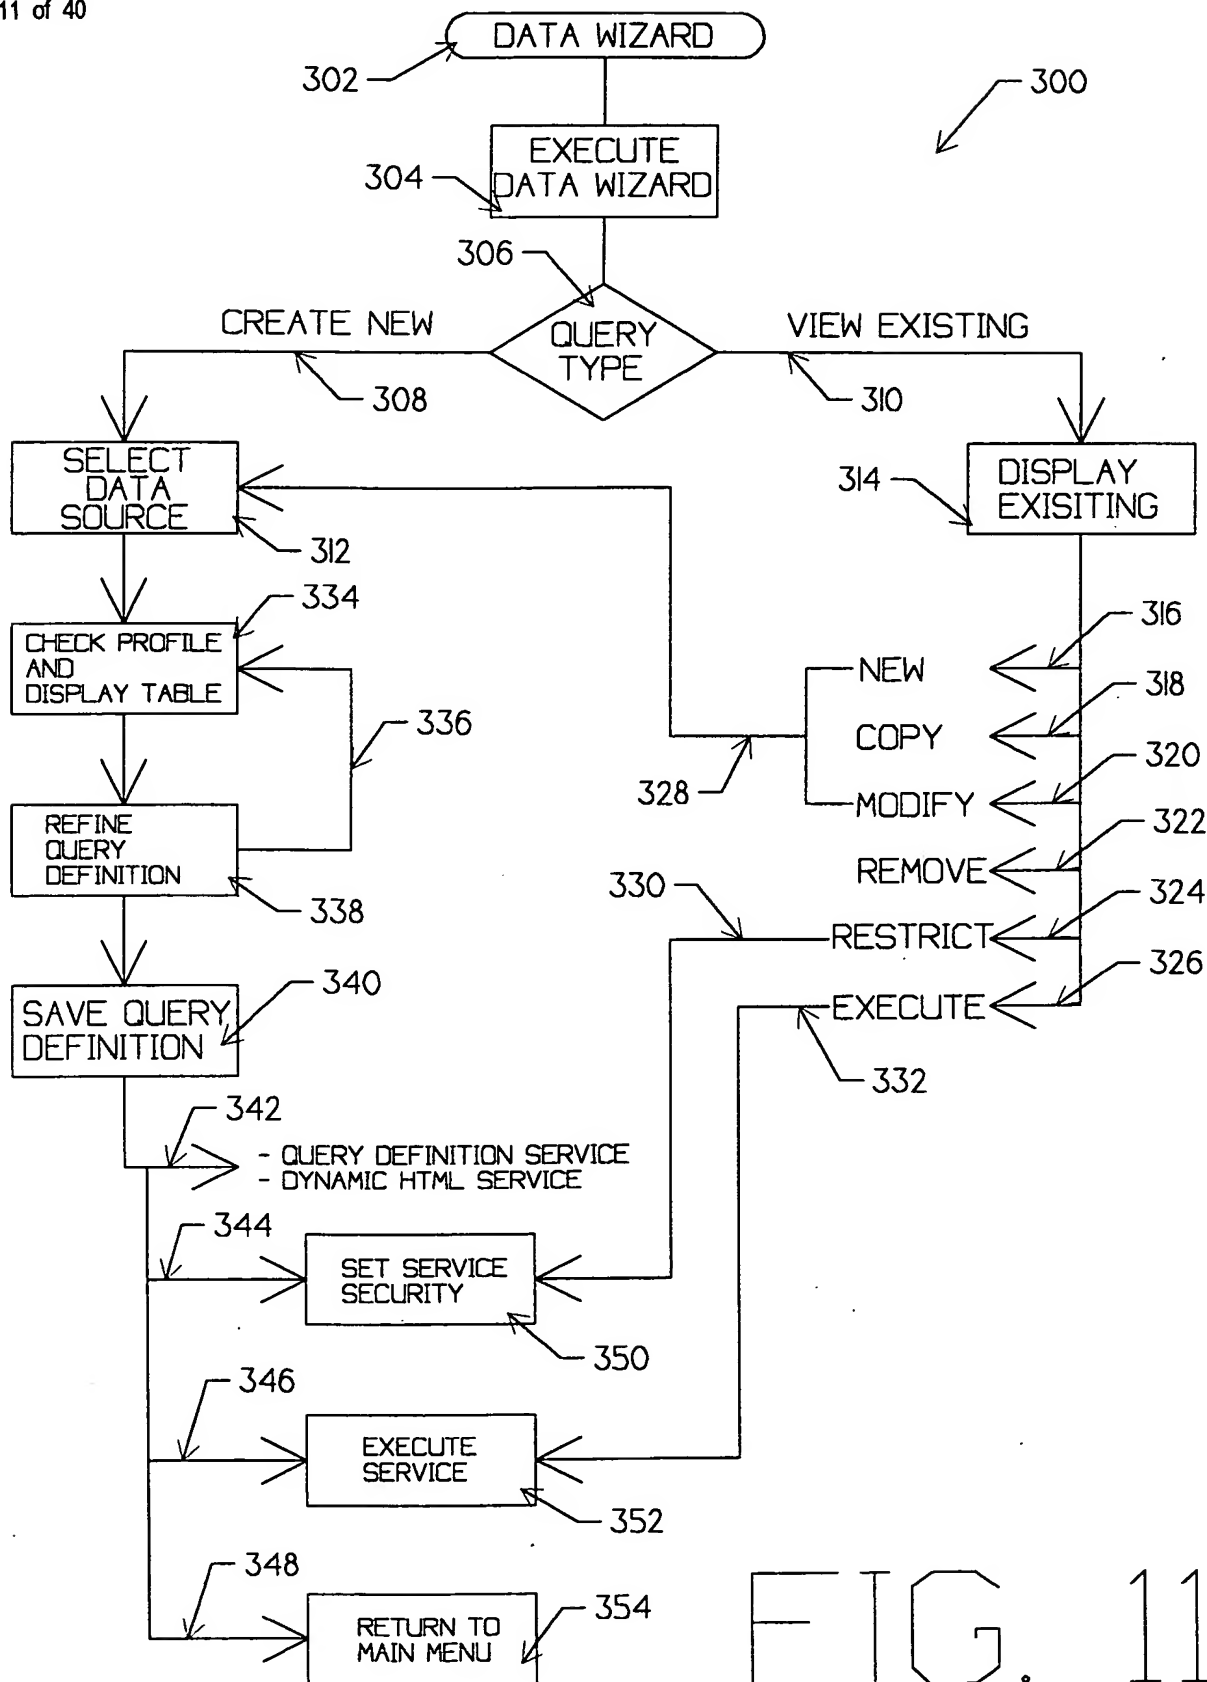 11 of 40
DATA WIZARD
302
300
EXECUTE
DATA WIZARD
304
306
QUERY
TYPE
CREATE NEW
VIEW EXISTING
308
310
SELECT
DATA
SOURCE
312
314
DISPLAY
EXISITING
334
CHECK PROFILE
AND
DISPLAY TABLE
336
316
NEW
318
COPY
328
320
MODIFY
322
REMOVE
REFINE
QUERY
DEFINITION
338
330
324
RESTRICT
326
EXECUTE
332
340
SAVE QUERY
DEFINITION
342
- QUERY DEFINITION SERVICE
- DYNAMIC HTML SERVICE
344
SET SERVICE
SECURITY
350
346
EXECUTE
SERVICE
352
348
RETURN TO
MAIN MENU
354
FIG. 11